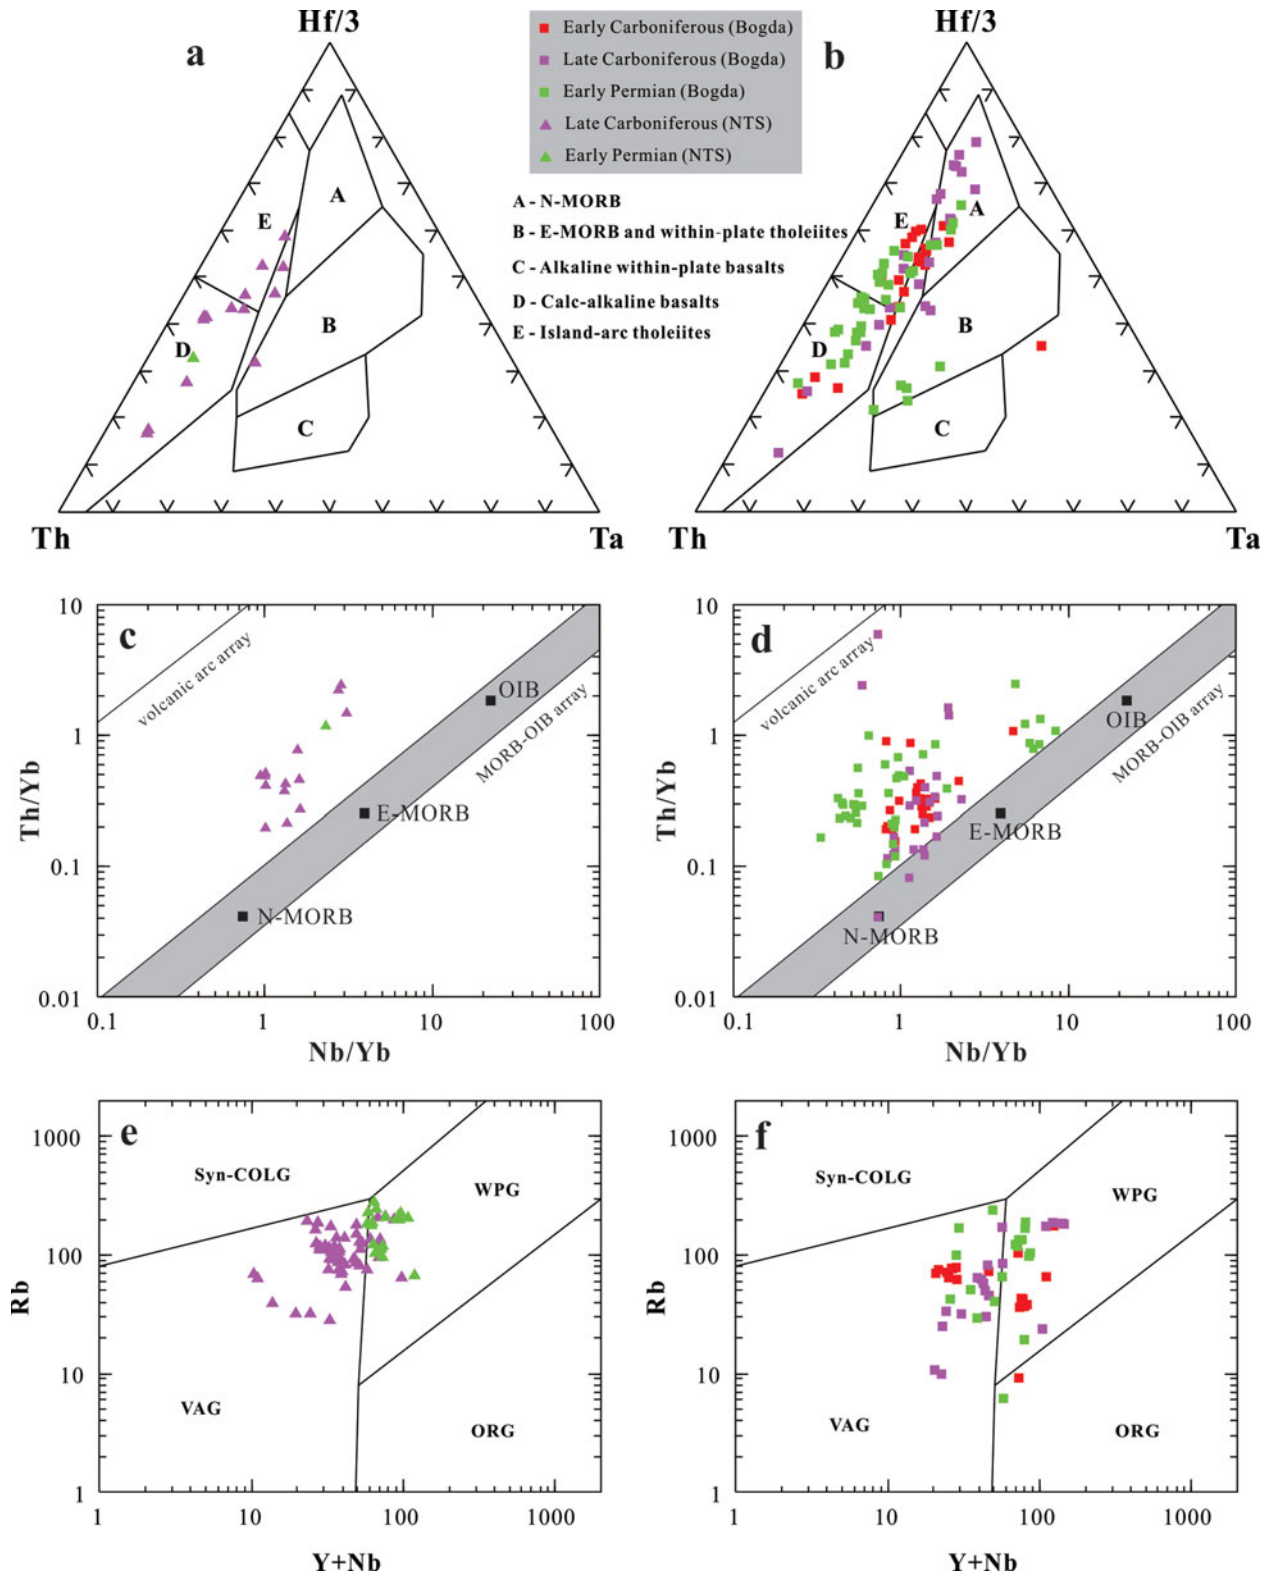 Hf/3
a
Th
Ta
Early Carboniferous (Bogda)
Late Carboniferous (Bogda)
Early Permian (Bogda)
Late Carboniferous (NTS)
Early Permian (NTS)
A - N-MORB
B - E-MORB and within-plate tholeiites
C - Alkaline within-plate basalts
D - Calc-alkaline basalts
E - Island-arc tholeiites
A
E
B
D
C
Hf/3
b
A
E
B
D
C
Th
Ta
c
10
1
0.1
0.01
Th/Yb
volcanic arc array
OIB
MORB-OIB array
E-MORB
N-MORB
0.1
1
10
100
Nb/Yb
d
10
1
0.1
0.01
Th/Yb
volcanic arc array
OIB
MORB-OIB array
E-MORB
N-MORB
0.1
1
10
100
Nb/Yb
e
1000
100
10
1
Rb
Syn-COLG
WPG
VAG
ORG
1
10
100
1000
Y+Nb
f
1000
100
10
1
Rb
Syn-COLG
WPG
VAG
ORG
1
10
100
1000
Y+Nb